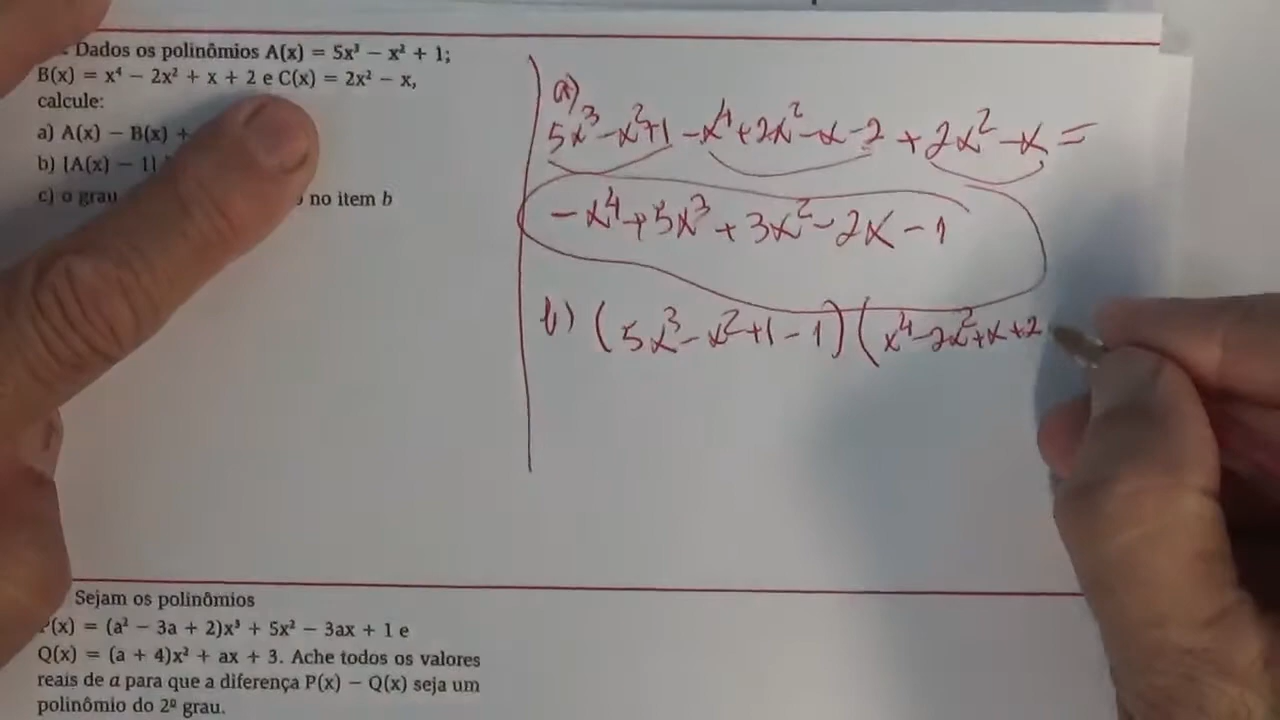 Dados os polinômios A(x) = 5x³ − x² + 1;
B(x) = x⁴ − 2x² + x + 2 e C(x) = 2x² − x,
calcule:
a) A(x) − B(x) +
b) [A(x) − 1]
c) o grau no item b
a)
5x³ − x² + 1 − x⁴ + 2x² − x − 2 + 2x² − x =
− x⁴ + 5x³ + 3x² − 2x − 1
b) (5x³ − x² + 1 − 1) (x⁴ − 2x² + x + 2
Sejam os polinômios
P(x) = (a² − 3a + 2)x³ + 5x² − 3ax + 1 e
Q(x) = (a + 4)x² + ax + 3. Ache todos os valores
reais de a para que a diferença P(x) − Q(x) seja um
polinômio do 2º grau.